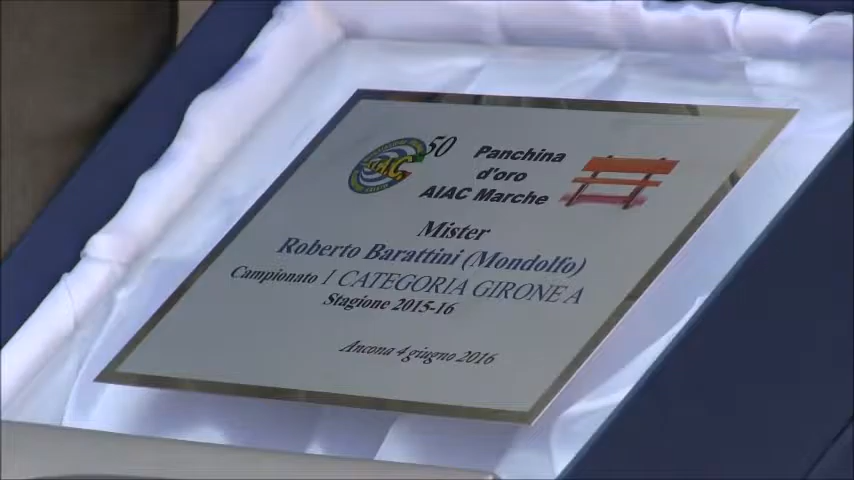 A.I.A.C.
50
Panchina
d'oro
AIAC Marche
Mister
Roberto Barattini (Mondolfo)
Campionato 1 CATEGORIA GIRONE A
Stagione 2015-16
Ancona 4 giugno 2016